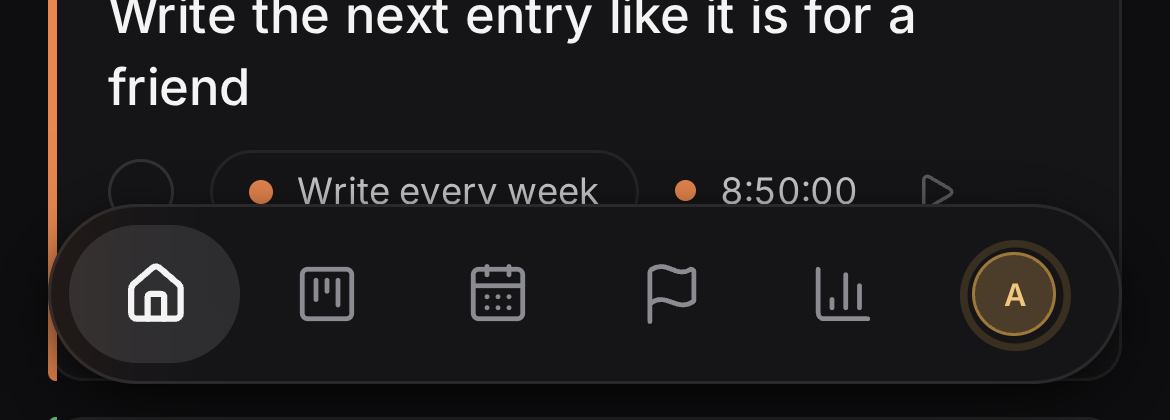 Write the next entry like it is for a
friend
Write every week
8:50:00
A